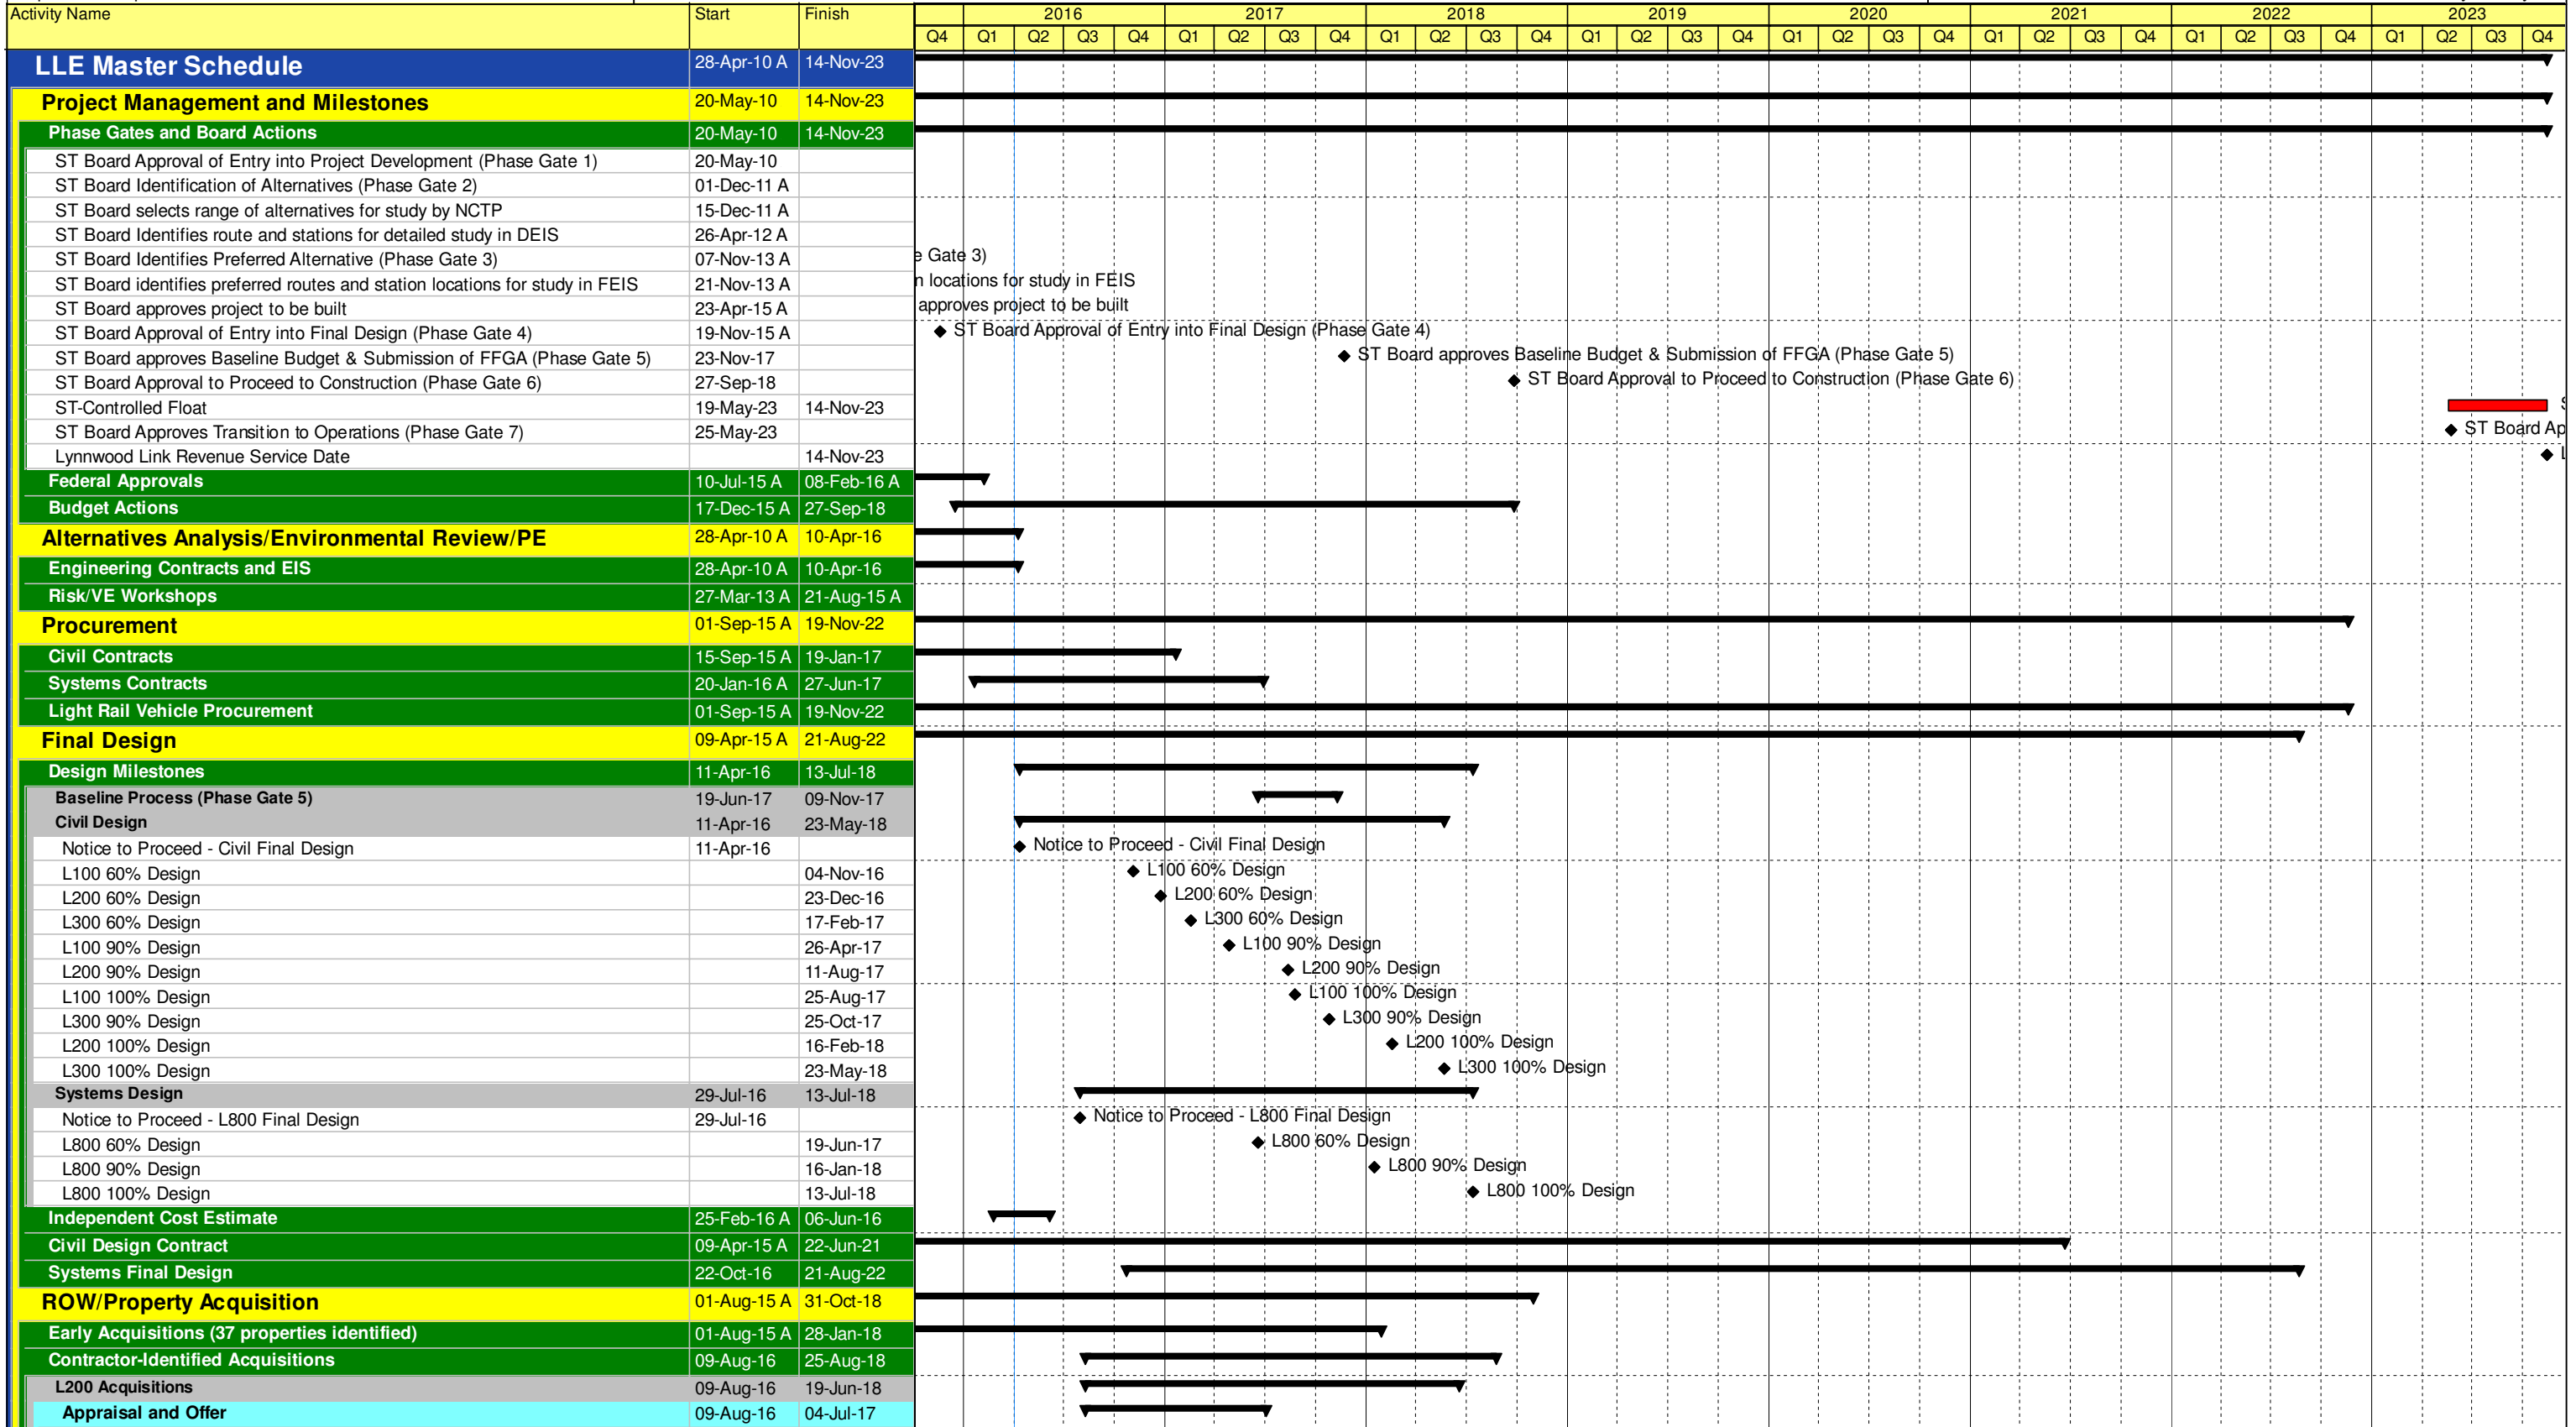 Activity Name Start Finish 2016 2017 2018 2019 2020 2021 2022 2023
Q4 Q1 Q2 Q3 Q4 Q1 Q2 Q3 Q4 Q1 Q2 Q3 Q4 Q1 Q2 Q3 Q4 Q1 Q2 Q3 Q4 Q1 Q2 Q3 Q4 Q1 Q2 Q3 Q4 Q1 Q2 Q3 Q4
LLE Master Schedule 28-Apr-10 A 14-Nov-23
Project Management and Milestones 20-May-10 14-Nov-23
Phase Gates and Board Actions 20-May-10 14-Nov-23
ST Board Approval of Entry into Project Development (Phase Gate 1) 20-May-10
ST Board Identification of Alternatives (Phase Gate 2) 01-Dec-11 A
ST Board selects range of alternatives for study by NCTP 15-Dec-11 A
ST Board Identifies route and stations for detailed study in DEIS 26-Apr-12 A
ST Board Identifies Preferred Alternative (Phase Gate 3) 07-Nov-13 A e Gate 3)
ST Board identifies preferred routes and station locations for study in FEIS 21-Nov-13 A n locations for study in FEIS
ST Board approves project to be built 23-Apr-15 A approves project to be built
ST Board Approval of Entry into Final Design (Phase Gate 4) 19-Nov-15 A ST Board Approval of Entry into Final Design (Phase Gate 4)
ST Board approves Baseline Budget & Submission of FFGA (Phase Gate 5) 23-Nov-17 ST Board approves Baseline Budget & Submission of FFGA (Phase Gate 5)
ST Board Approval to Proceed to Construction (Phase Gate 6) 27-Sep-18 ST Board Approval to Proceed to Construction (Phase Gate 6)
ST-Controlled Float 19-May-23 14-Nov-23
ST Board Approves Transition to Operations (Phase Gate 7) 25-May-23 ST Board Ap
Lynnwood Link Revenue Service Date 14-Nov-23
Federal Approvals 10-Jul-15 A 08-Feb-16 A
Budget Actions 17-Dec-15 A 27-Sep-18
Alternatives Analysis/Environmental Review/PE 28-Apr-10 A 10-Apr-16
Engineering Contracts and EIS 28-Apr-10 A 10-Apr-16
Risk/VE Workshops 27-Mar-13 A 21-Aug-15 A
Procurement 01-Sep-15 A 19-Nov-22
Civil Contracts 15-Sep-15 A 19-Jan-17
Systems Contracts 20-Jan-16 A 27-Jun-17
Light Rail Vehicle Procurement 01-Sep-15 A 19-Nov-22
Final Design 09-Apr-15 A 21-Aug-22
Design Milestones 11-Apr-16 13-Jul-18
Baseline Process (Phase Gate 5) 19-Jun-17 09-Nov-17
Civil Design 11-Apr-16 23-May-18
Notice to Proceed - Civil Final Design 11-Apr-16 Notice to Proceed - Civil Final Design
L100 60% Design 04-Nov-16 L100 60% Design
L200 60% Design 23-Dec-16 L200 60% Design
L300 60% Design 17-Feb-17 L300 60% Design
L100 90% Design 26-Apr-17 L100 90% Design
L200 90% Design 11-Aug-17 L200 90% Design
L100 100% Design 25-Aug-17 L100 100% Design
L300 90% Design 25-Oct-17 L300 90% Design
L200 100% Design 16-Feb-18 L200 100% Design
L300 100% Design 23-May-18 L300 100% Design
Systems Design 29-Jul-16 13-Jul-18
Notice to Proceed - L800 Final Design 29-Jul-16 Notice to Proceed - L800 Final Design
L800 60% Design 19-Jun-17 L800 60% Design
L800 90% Design 16-Jan-18 L800 90% Design
L800 100% Design 13-Jul-18 L800 100% Design
Independent Cost Estimate 25-Feb-16 A 06-Jun-16
Civil Design Contract 09-Apr-15 A 22-Jun-21
Systems Final Design 22-Oct-16 21-Aug-22
ROW/Property Acquisition 01-Aug-15 A 31-Oct-18
Early Acquisitions (37 properties identified) 01-Aug-15 A 28-Jan-18
Contractor-Identified Acquisitions 09-Aug-16 25-Aug-18
L200 Acquisitions 09-Aug-16 19-Jun-18
Appraisal and Offer 09-Aug-16 04-Jul-17